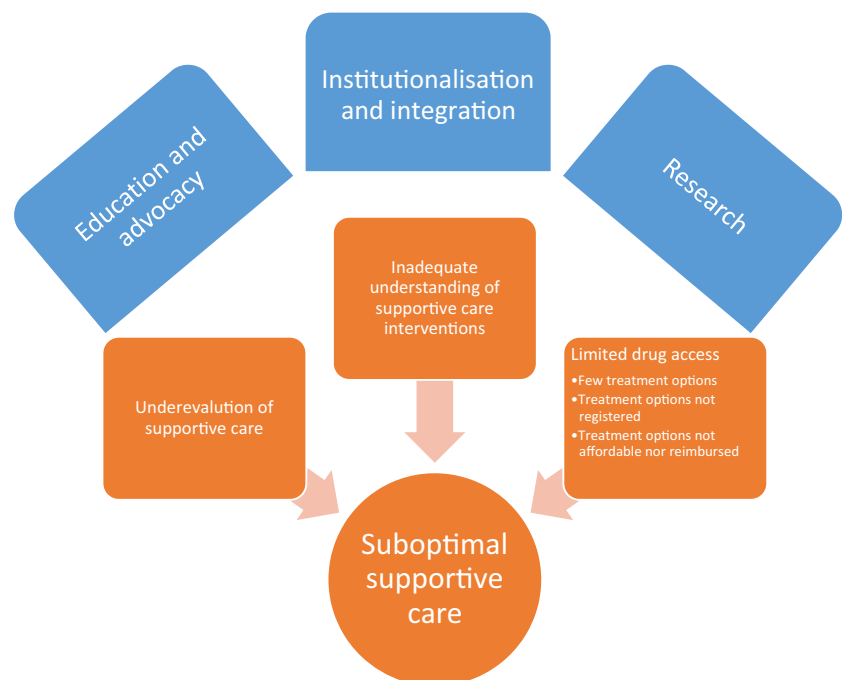 Institutionalisation
and integration
Education and
advocacy
Research
Inadequate
understanding of
supportive care
interventions
Underevalution of
supportive care
Limited drug access
•Few treatment options
•Treatment options not
registered
•Treatment options not
affordable nor reimbursed
Suboptimal
supportive
care